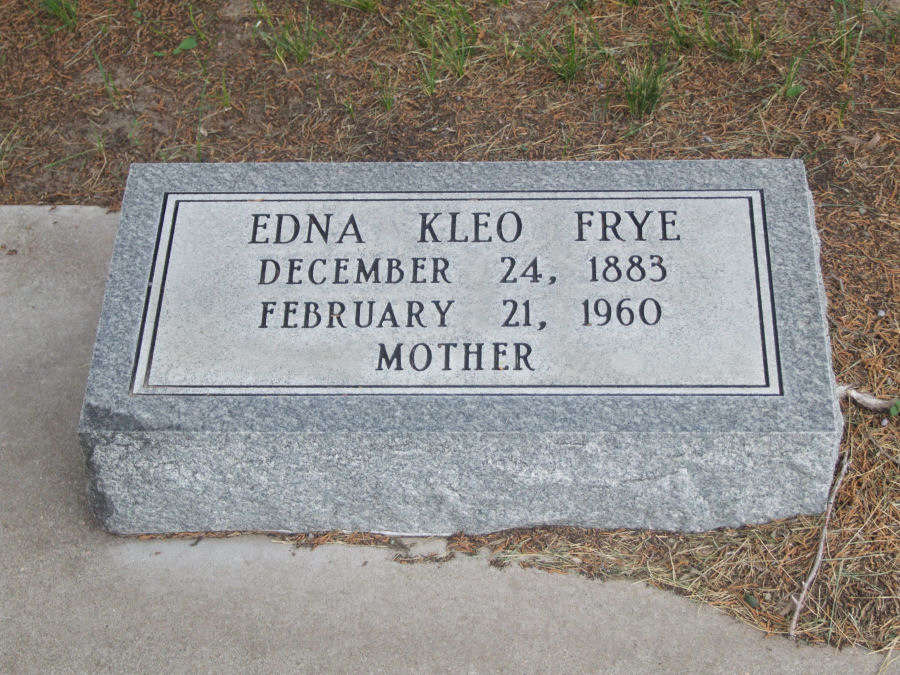 EDNA KLEO FRYE
DECEMBER 24, 1883
FEBRUARY 21, 1960
MOTHER